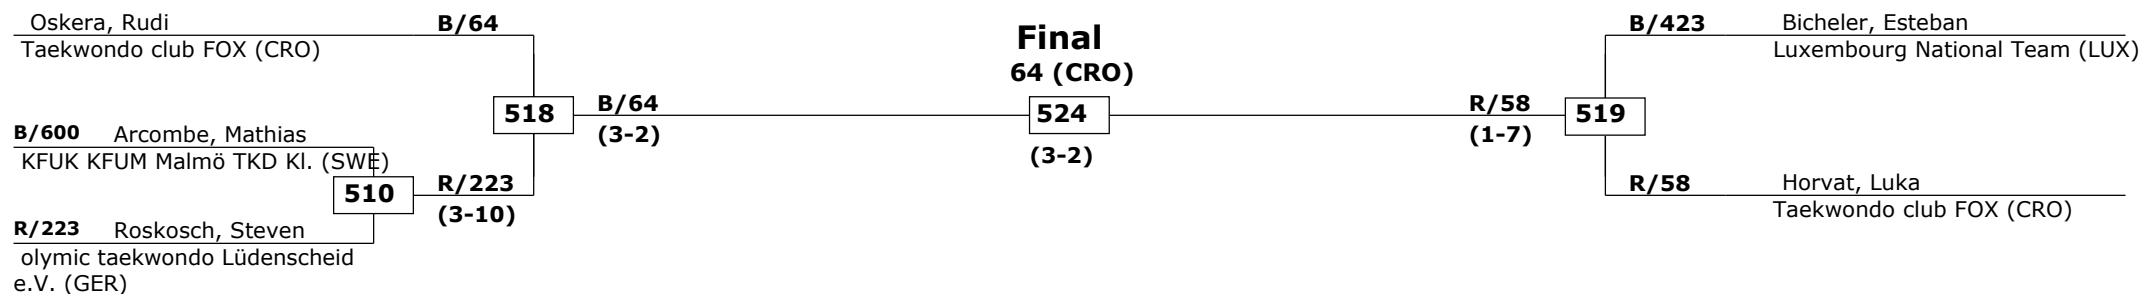 Oskera, Rudi
B/64
Taekwondo club FOX (CRO)
B/600 Arcombe, Mathias
KFUK KFUM Malmö TKD Kl. (SWE)
510
R/223
(3-10)
R/223 Roskosch, Steven
olymic taekwondo Lüdenscheid
e.V. (GER)
518
B/64
(3-2)
Final
64 (CRO)
524
(3-2)
R/58
(1-7)
519
B/423
Bicheler, Esteban
Luxembourg National Team (LUX)
R/58
Horvat, Luka
Taekwondo club FOX (CRO)